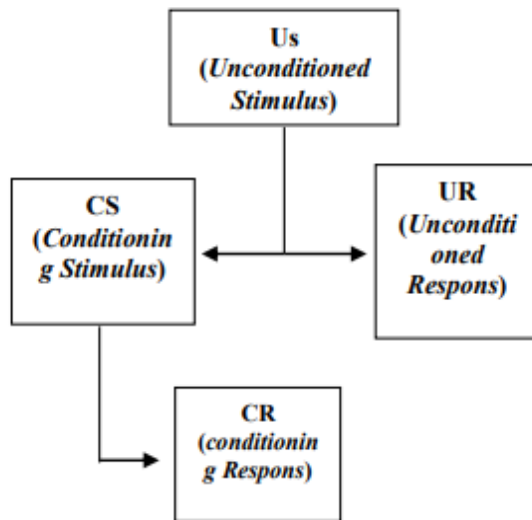 Us
(Unconditioned
Stimulus)
CS
(Conditionin
g Stimulus)
UR
(Unconditi
oned
Respons)
CR
(conditionin
g Respons)